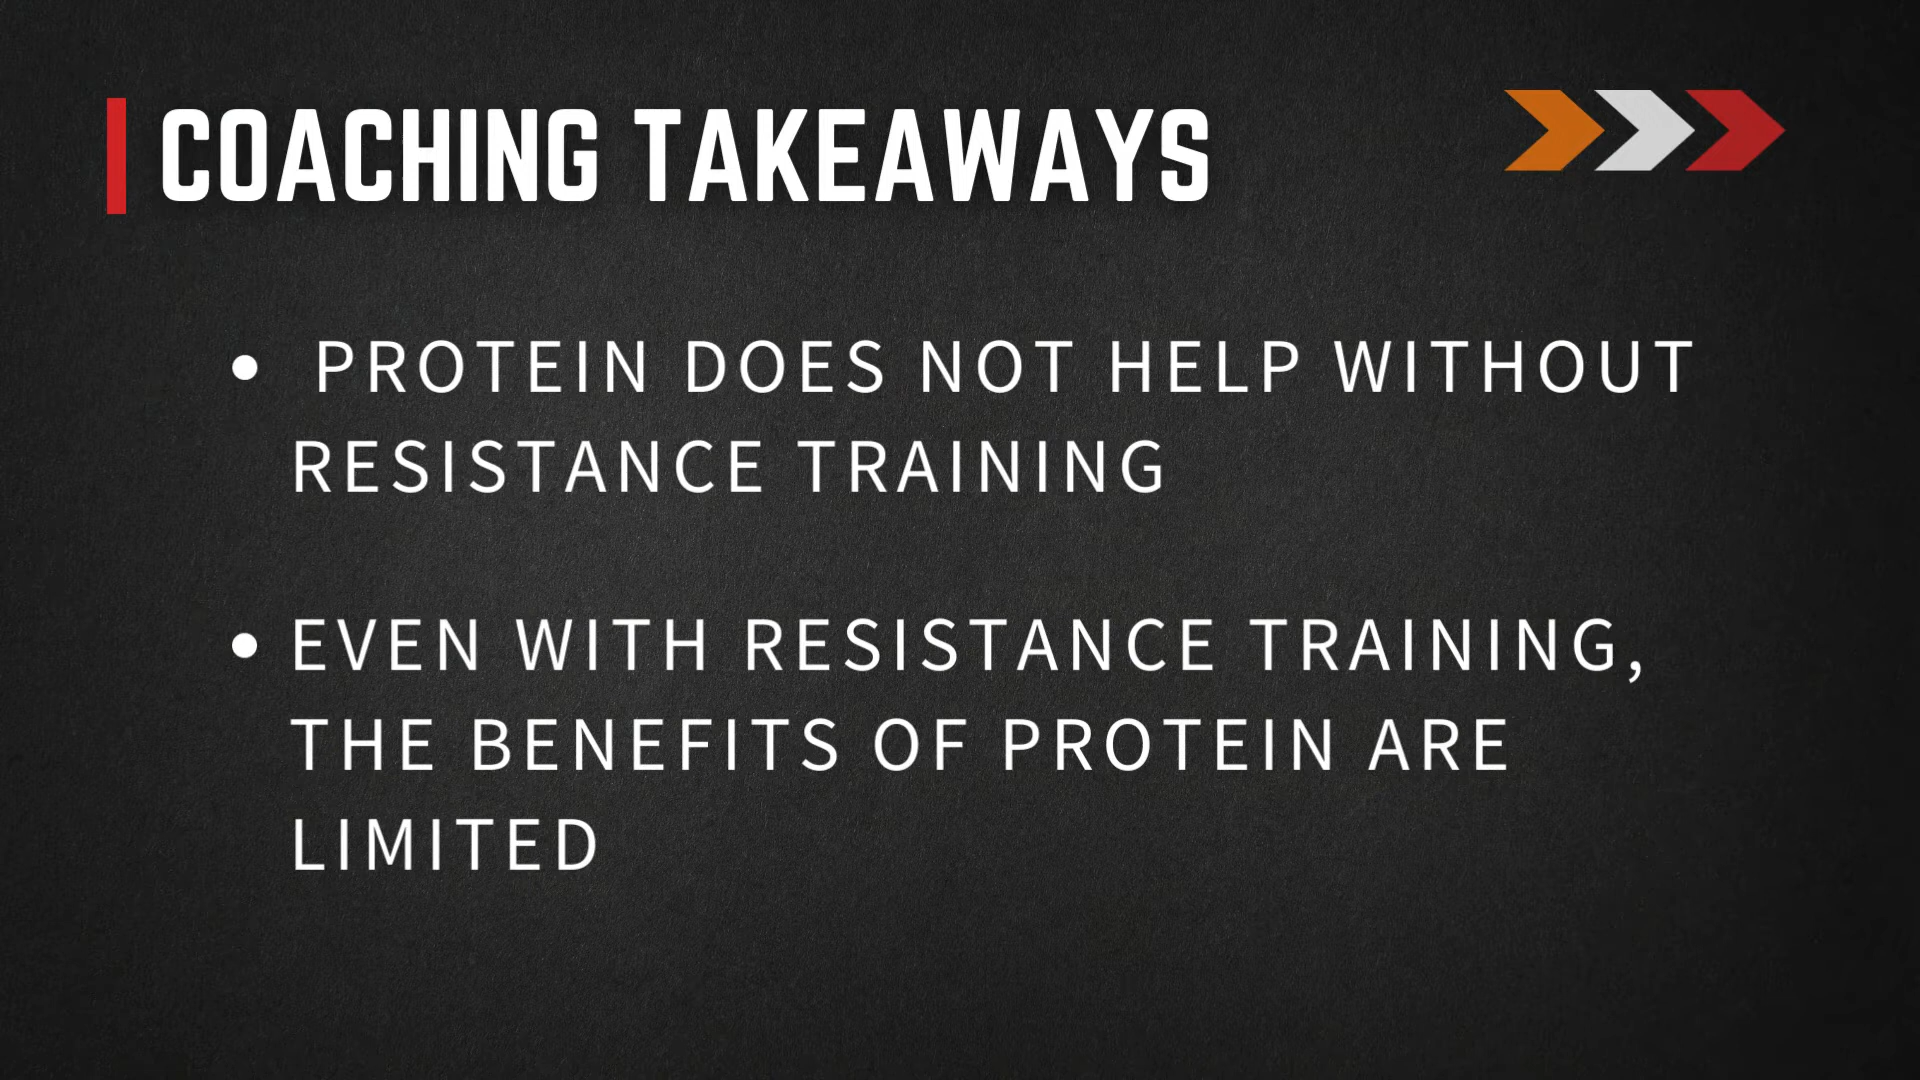 COACHING TAKEAWAYS
• PROTEIN DOES NOT HELP WITHOUT
RESISTANCE TRAINING
• EVEN WITH RESISTANCE TRAINING,
THE BENEFITS OF PROTEIN ARE
LIMITED